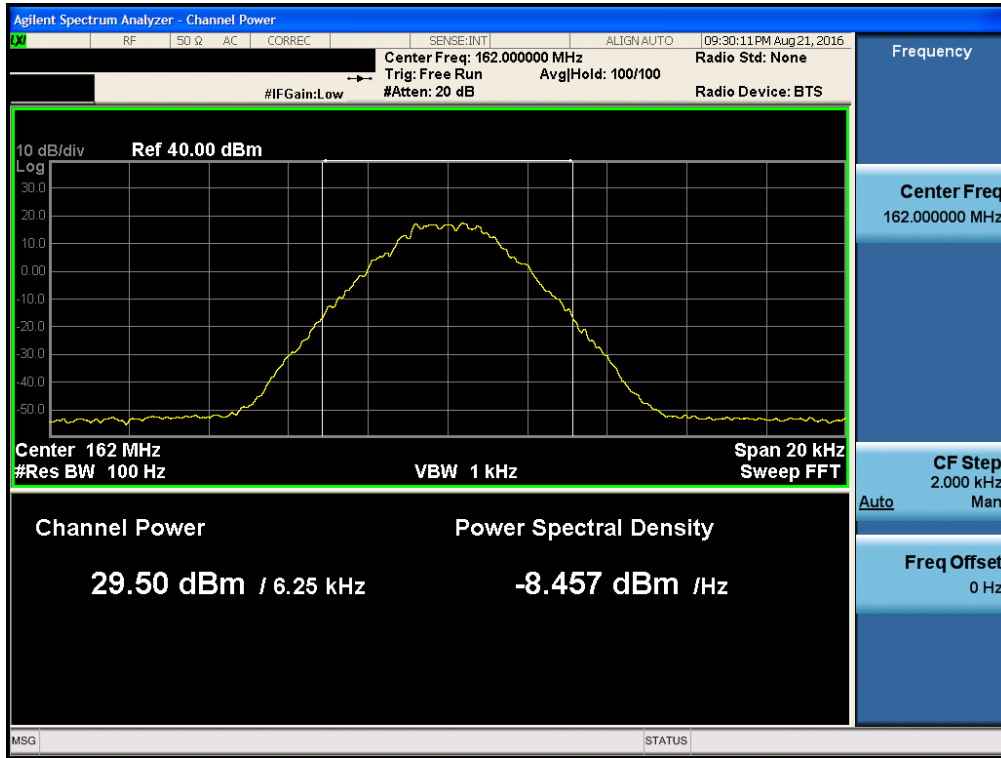 Agilent Spectrum Analyzer - Channel Power
LXI RF 50 Ω AC CORREC SENSE:INT ALIGN AUTO 09:30:11 PM Aug 21, 2016
Center Freq: 162.000000 MHz Radio Std: None
Trig: Free Run Avg|Hold: 100/100
#IFGain:Low #Atten: 20 dB Radio Device: BTS
10 dB/div Ref 40.00 dBm
Log
30.0
20.0
10.0
0.00
-10.0
-20.0
-30.0
-40.0
-50.0
Center 162 MHz Span 20 kHz
#Res BW 100 Hz VBW 1 kHz Sweep FFT
Channel Power Power Spectral Density
29.50 dBm / 6.25 kHz -8.457 dBm /Hz
Frequency
Center Freq
162.000000 MHz
CF Step
2.000 kHz
Auto Man
Freq Offset
0 Hz
MSG STATUS